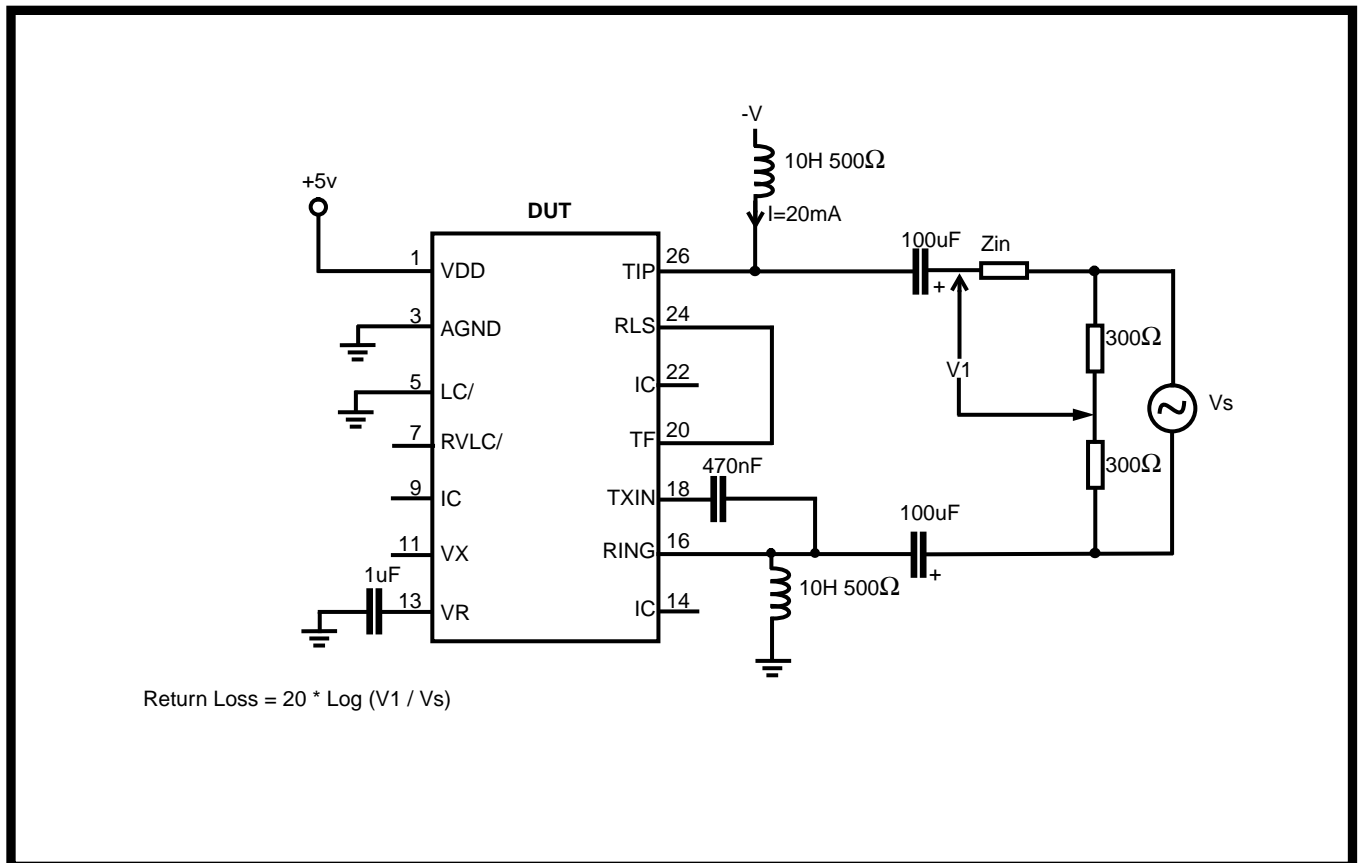 -V
10H 500Ω
+5v
DUT
I=20mA
100uF Zin
1 VDD
TIP 26
3 AGND
RLS 24
300Ω
5 LC/
IC 22
V1
Vs
7 RVLC/
TF 20
470nF
300Ω
9 IC
TXIN 18
100uF
11 VX
RING 16
1uF
10H 500Ω
13 VR
IC 14
+
+
Return Loss = 20 * Log (V1 / Vs)